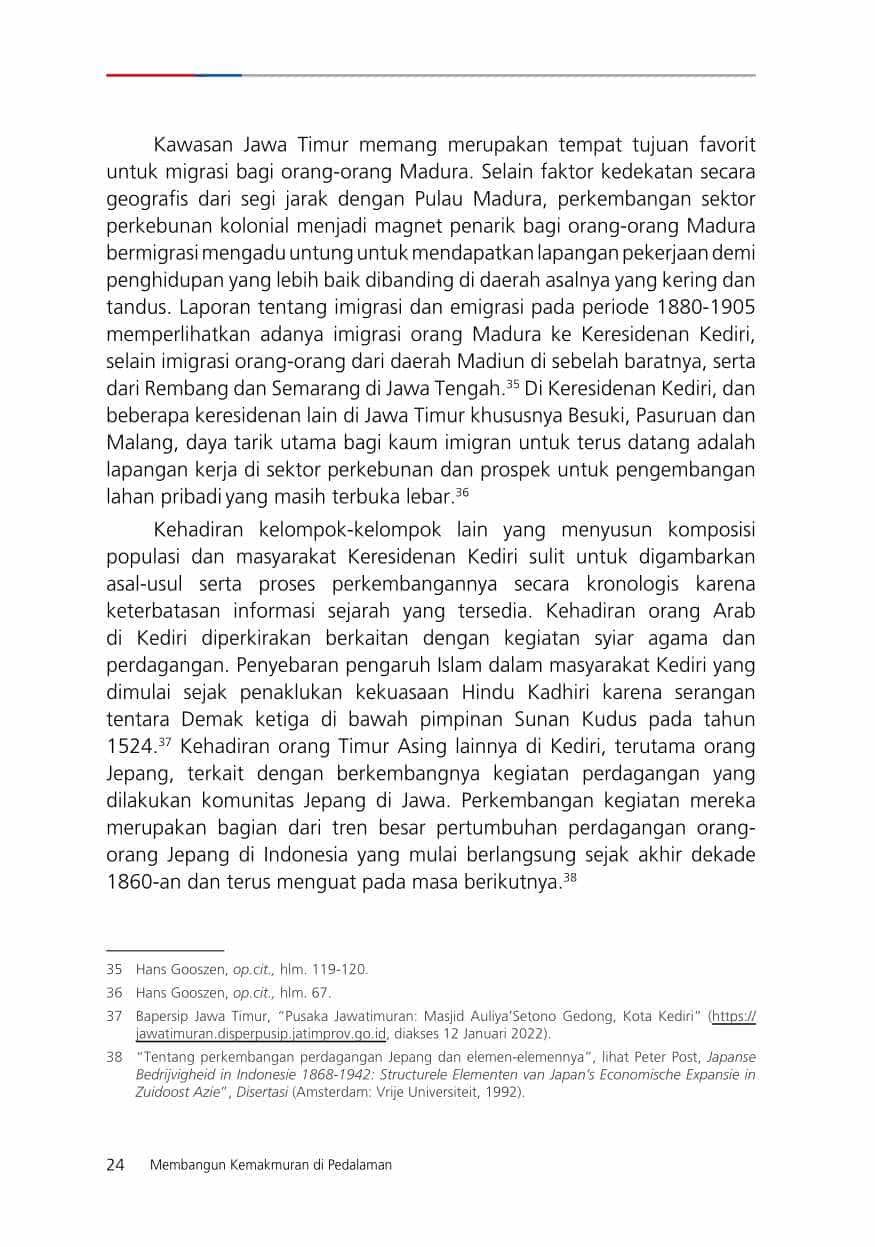 Kawasan Jawa Timur memang merupakan tempat tujuan favorit
untuk migrasi bagi orang-orang Madura. Selain faktor kedekatan secara
geografis dari segi jarak dengan Pulau Madura, perkembangan sektor
perkebunan kolonial menjadi magnet penarik bagi orang-orang Madura
bermigrasi mengadu untung untuk mendapatkan lapangan pekerjaan demi
penghidupan yang lebih baik dibanding di daerah asalnya yang kering dan
tandus. Laporan tentang imigrasi dan emigrasi pada periode 1880-1905
memperlihatkan adanya imigrasi orang Madura ke Keresidenan Kediri,
selain imigrasi orang-orang dari daerah Madiun di sebelah baratnya, serta
dari Rembang dan Semarang di Jawa Tengah.35 Di Keresidenan Kediri, dan
beberapa keresidenan lain di Jawa Timur khususnya Besuki, Pasuruan dan
Malang, daya tarik utama bagi kaum imigran untuk terus datang adalah
lapangan kerja di sektor perkebunan dan prospek untuk pengembangan
lahan pribadi yang masih terbuka lebar.36
Kehadiran kelompok-kelompok lain yang menyusun komposisi
populasi dan masyarakat Keresidenan Kediri sulit untuk digambarkan
asal-usul serta proses perkembangannya secara kronologis karena
keterbatasan informasi sejarah yang tersedia. Kehadiran orang Arab
di Kediri diperkirakan berkaitan dengan kegiatan syiar agama dan
perdagangan. Penyebaran pengaruh Islam dalam masyarakat Kediri yang
dimulai sejak penaklukan kekuasaan Hindu Kadhiri karena serangan
tentara Demak ketiga di bawah pimpinan Sunan Kudus pada tahun
1524.37 Kehadiran orang Timur Asing lainnya di Kediri, terutama orang
Jepang, terkait dengan berkembangnya kegiatan perdagangan yang
dilakukan komunitas Jepang di Jawa. Perkembangan kegiatan mereka
merupakan bagian dari tren besar pertumbuhan perdagangan orang-
orang Jepang di Indonesia yang mulai berlangsung sejak akhir dekade
1860-an dan terus menguat pada masa berikutnya.38
35 Hans Gooszen, op.cit., hlm. 119-120.
36 Hans Gooszen, op.cit., hlm. 67.
37 Bapersip Jawa Timur, “Pusaka Jawatimuran: Masjid Auliya’Setono Gedong, Kota Kediri” (https://
jawatimuran.disperpusip.jatimprov.go.id, diakses 12 Januari 2022).
38 “Tentang perkembangan perdagangan Jepang dan elemen-elemennya”, lihat Peter Post, Japanse
Bedrijvigheid in Indonesie 1868-1942: Structurele Elementen van Japan’s Economische Expansie in
Zuidoost Azie”, Disertasi (Amsterdam: Vrije Universiteit, 1992).
24 Membangun Kemakmuran di Pedalaman